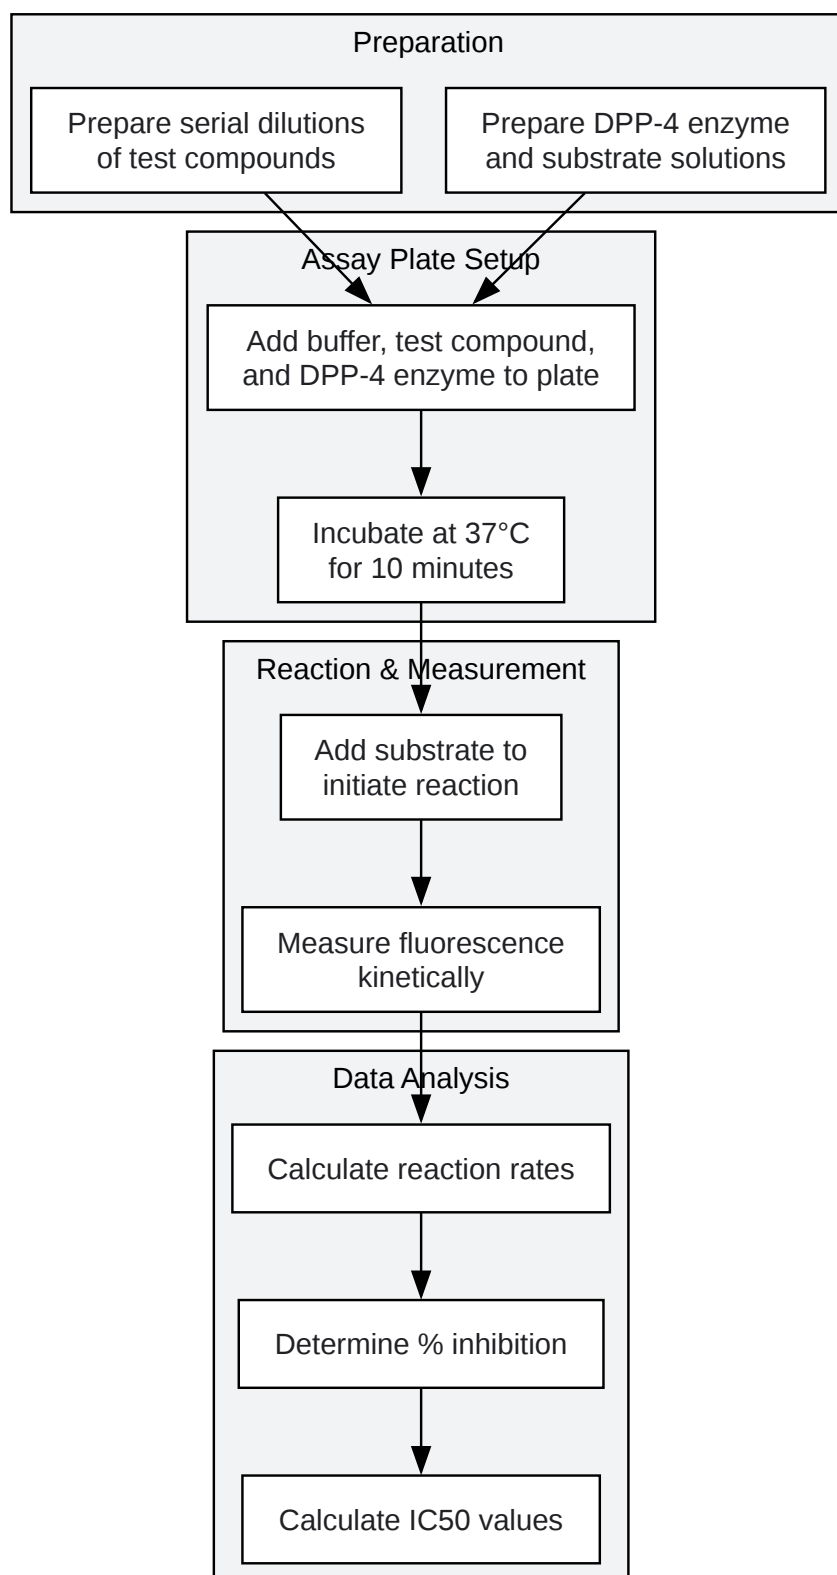 Preparation
Prepare serial dilutions
of test compounds
Prepare DPP-4 enzyme
and substrate solutions
Assay Plate Setup
Add buffer, test compound,
and DPP-4 enzyme to plate
Incubate at 37°C
for 10 minutes
Reaction & Measurement
Add substrate to
initiate reaction
Measure fluorescence
kinetically
Data Analysis
Calculate reaction rates
Determine % inhibition
Calculate IC50 values